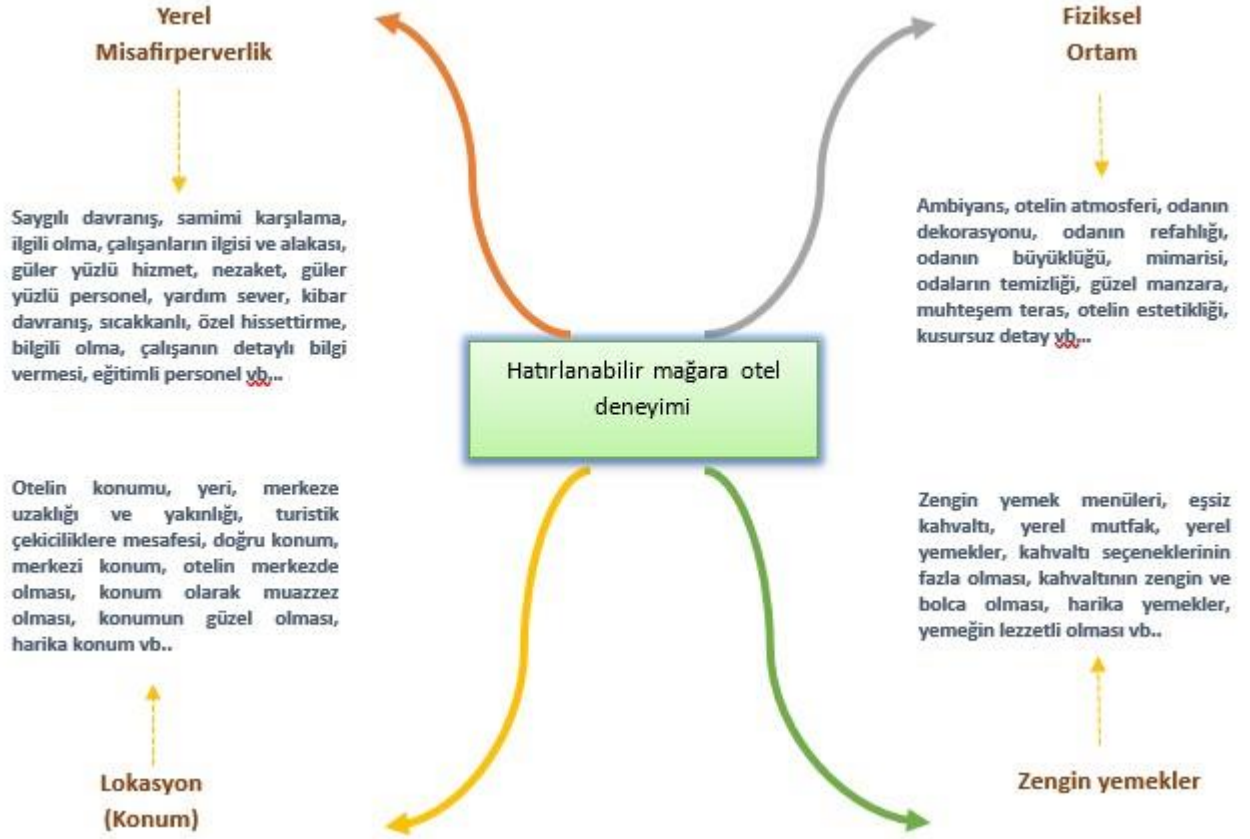 Yerel
Misafirperverlik
Saygılı davranış, samimi karşılama,
ilgili olma, çalışanların ilgisi ve alakası,
güler yüzlü hizmet, nezaket, güler
yüzlü personel, yardım sever, kibar
davranış, sıcakkanlı, özel hissettirme,
bilgili olma, çalışanın detaylı bilgi
vermesi, eğitimli personel vb...
Fiziksel
Ortam
Ambiyans, otelin atmosferi, odanın
dekorasyonu, odanın refahlığı,
odanın büyüklüğü, mimarisi,
odaların temizliği, güzel manzara,
muhteşem teras, otelin estetikliği,
kusursuz detay vb...
Hatırlanabilir mağara otel
deneyimi
Otelin konumu, yeri, merkeze
uzaklığı ve yakınlığı, turistik
çekiciliklere mesafesi, doğru konum,
merkezi konum, otelin merkezde
olması, konum olarak muazzez
olması, konumun güzel olması,
harika konum vb..
Lokasyon
(Konum)
Zengin yemek menüleri, eşsiz
kahvaltı, yerel mutfak, yerel
yemekler, kahvaltı seçeneklerinin
fazla olması, kahvaltının zengin ve
bolca olması, harika yemekler,
yemeğin lezzetli olması vb..
Zengin yemekler